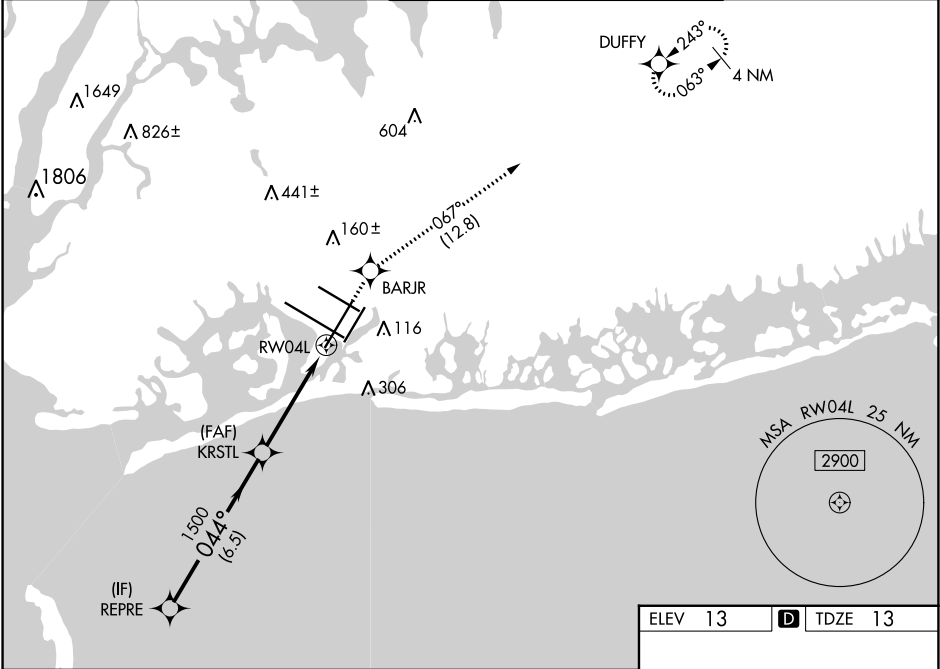 DUFFY
243°
063°
4 NM
1649
826±
604
1806
441±
160±
067°
(12.8)
BARJR
RW04L
116
306
(FAF)
KRSTL
MSA RW04L 25 NM
2900
1500
044°
(6.5)
(IF)
REPRE
ELEV 13
D
TDZE 13